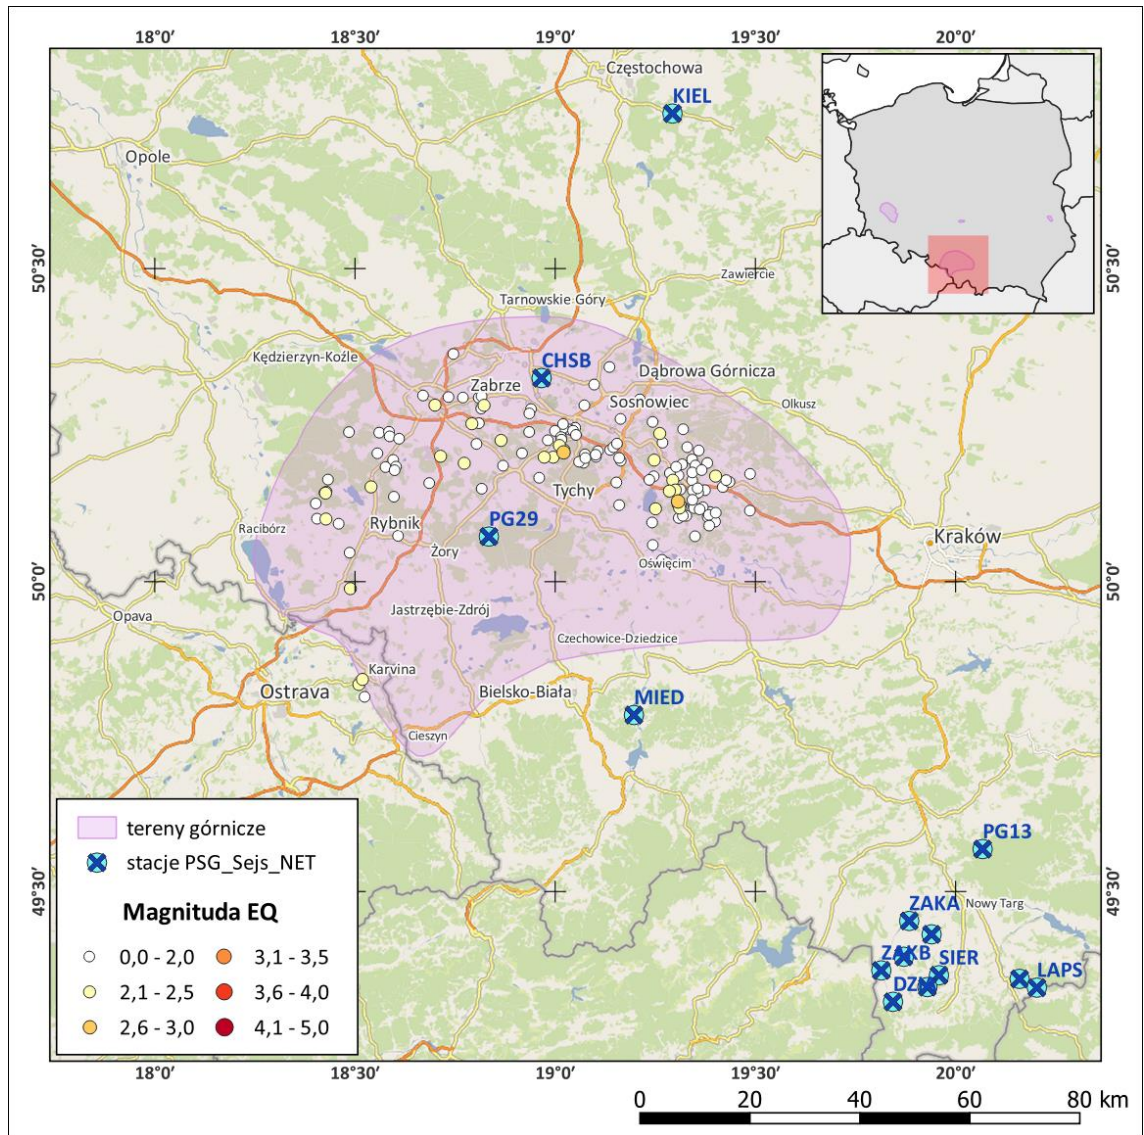 18°0′ 18°30′ 19°0′ 19°30′ 20°0′
Częstochowa
KIEL
Opole
50°30′ 50°30′
Zawiercie
Tarnowskie Góry
Kędzierzyn-Koźle
CHSB
Zabrze
Dąbrowa Górnicza
Sosnowiec
Olkusz
Tychy
Racibórz
Rybnik
PG29
Żory
Kraków
Oświęcim
50°0′ 50°0′
Jastrzębie-Zdrój
Opava
Czechowice-Dziedzice
Karvina
Ostrava
Bielsko-Biała
MIED
Cieszyn
tereny górnicze
stacje PSG_Sejs_NET
Magnituda EQ
0,0 - 2,0
2,1 - 2,5
2,6 - 3,0
3,1 - 3,5
3,6 - 4,0
4,1 - 5,0
PG13
49°30′ 49°30′
ZAKA
Nowy Targ
SIER
LAPS
18°0′ 18°30′ 19°0′ 19°30′ 20°0′
0 20 40 60 80 km